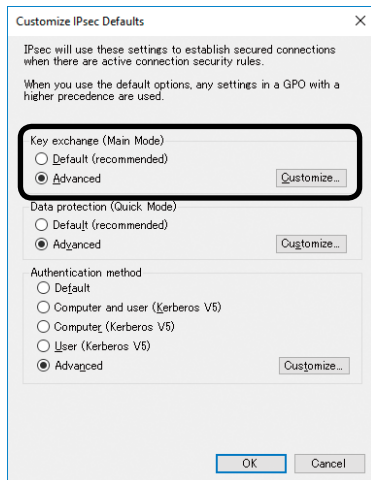 Customize IPsec Defaults
IPsec will use these settings to establish secured connections
when there are active connection security rules.
When you use the default options, any settings in a GPO with a
higher precedence are used.
Key exchange (Main Mode)
Default (recommended)
Advanced
Customize...
Data protection (Quick Mode)
Default (recommended)
Advanced
Customize...
Authentication method
Default
Computer and user (Kerberos V5)
Computer (Kerberos V5)
User (Kerberos V5)
Advanced
Customize...
OK
Cancel